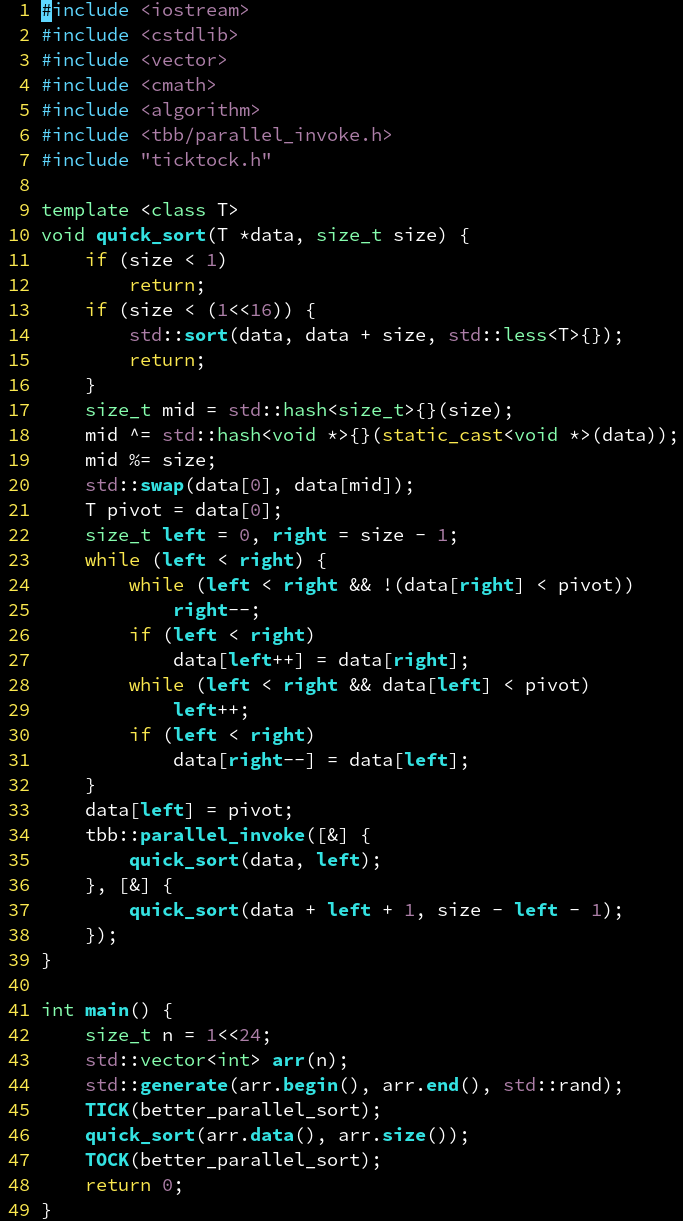 1 #include <iostream>
2 #include <cstdlib>
3 #include <vector>
4 #include <cmath>
5 #include <algorithm>
6 #include <tbb/parallel_invoke.h>
7 #include "ticktock.h"
8
9 template <class T>
10 void quick_sort(T *data, size_t size) {
11     if (size < 1)
12         return;
13     if (size < (1<<16)) {
14         std::sort(data, data + size, std::less<T>{});
15         return;
16     }
17     size_t mid = std::hash<size_t>{}(size);
18     mid ^= std::hash<void *>{}(static_cast<void *>(data));
19     mid %= size;
20     std::swap(data[0], data[mid]);
21     T pivot = data[0];
22     size_t left = 0, right = size - 1;
23     while (left < right) {
24         while (left < right && !(data[right] < pivot))
25             right--;
26         if (left < right)
27             data[left++] = data[right];
28         while (left < right && data[left] < pivot)
29             left++;
30         if (left < right)
31             data[right--] = data[left];
32     }
33     data[left] = pivot;
34     tbb::parallel_invoke([&] {
35         quick_sort(data, left);
36     }, [&] {
37         quick_sort(data + left + 1, size - left - 1);
38     });
39 }
40
41 int main() {
42     size_t n = 1<<24;
43     std::vector<int> arr(n);
44     std::generate(arr.begin(), arr.end(), std::rand);
45     TICK(better_parallel_sort);
46     quick_sort(arr.data(), arr.size());
47     TOCK(better_parallel_sort);
48     return 0;
49 }